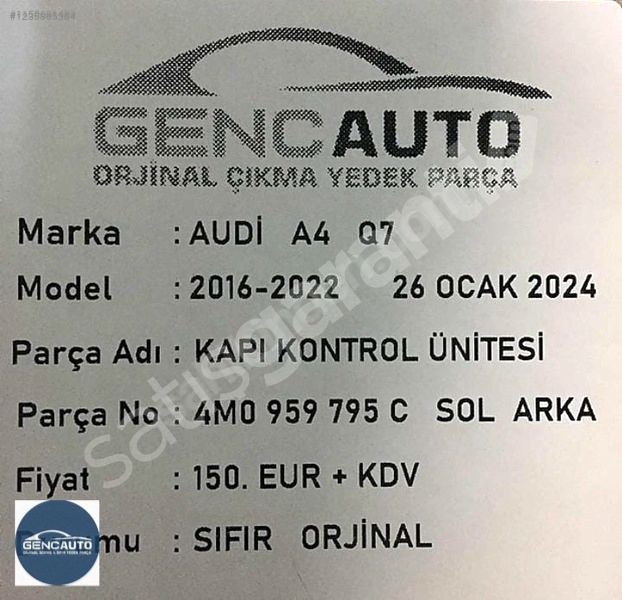 GENCAUTO
ORJİNAL ÇIKMA YEDEK PARÇA
Marka : AUDİ A4 Q7
Model : 2016-2022 26 OCAK 2024
Parça Adı : KAPI KONTROL ÜNİTESİ
Parça No : 4M0 959 795 C SOL ARKA
Fiyat : 150. EUR + KDV
mu : SIFIR ORJİNAL
GENCAUTO
satışgaranti